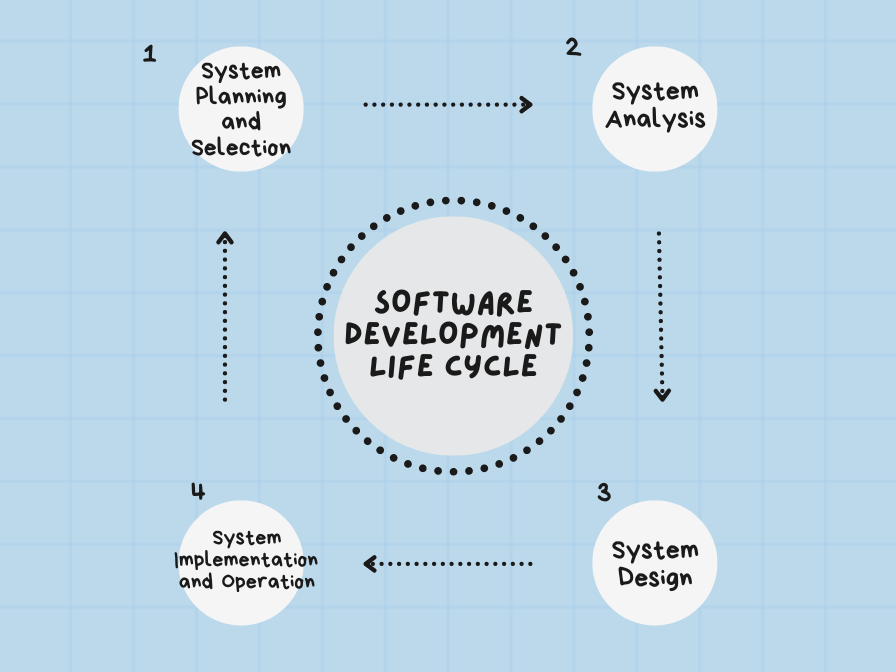 1
System
Planning
and
Selection
2
System
Analysis
SOFTWARE
DEVELOPMENT
LIFE CYCLE
3
System
Design
4
System
Implementation
and Operation